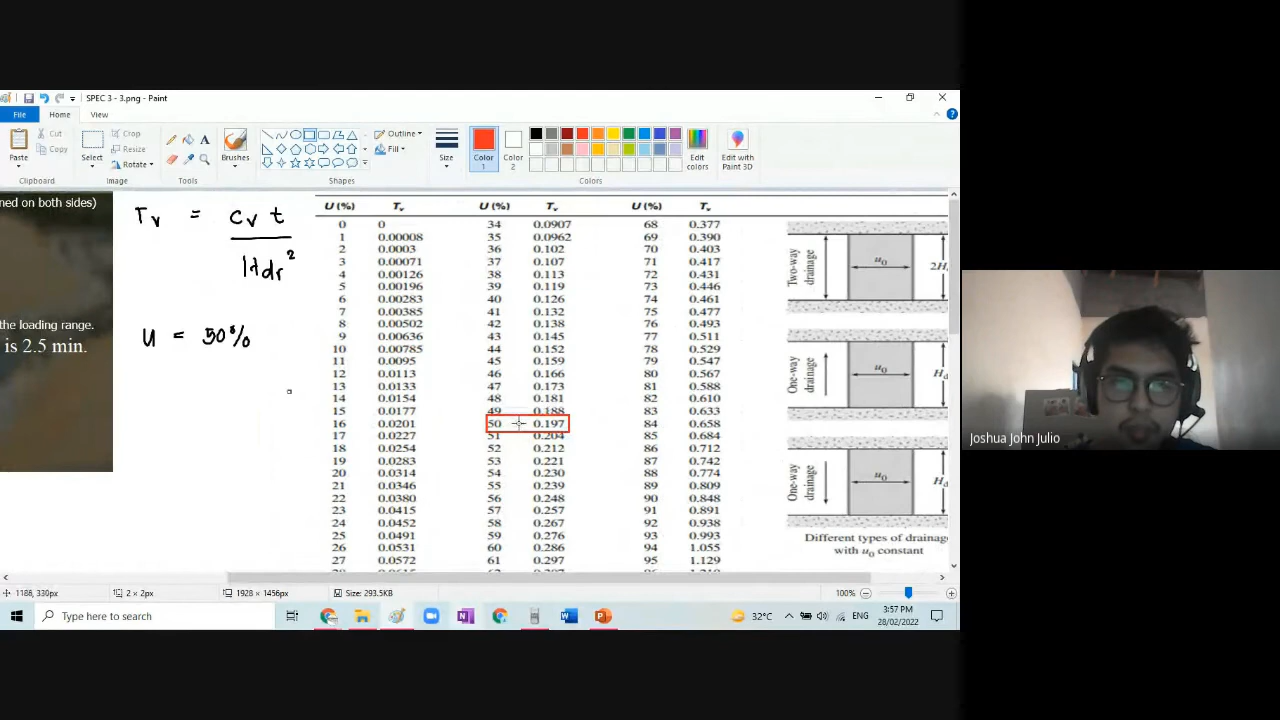 SPEC 3 - 3.png - Paint
File Home View
Paste
Cut
Copy
Clipboard
Select
Crop
Resize
Rotate
Image
Tools
Brushes
Shapes
Outline
Fill
Size
Color 1
Color 2
Edit colors
Edit with Paint 3D
Colors
ned on both sides)
the loading range.
is 2.5 min.
Tv = cv t
Hdr²
U = 50%
U (%) Tv U (%) Tv U (%) Tv
0 0 34 0.0907 68 0.377
1 0.00008 35 0.0962 69 0.390
2 0.0003 36 0.102 70 0.403
3 0.00071 37 0.107 71 0.417
4 0.00126 38 0.113 72 0.431
5 0.00196 39 0.119 73 0.446
6 0.00283 40 0.126 74 0.461
7 0.00385 41 0.132 75 0.477
8 0.00502 42 0.138 76 0.493
9 0.00636 43 0.145 77 0.511
10 0.00785 44 0.152 78 0.529
11 0.0095 45 0.159 79 0.547
12 0.0113 46 0.166 80 0.567
13 0.0133 47 0.173 81 0.588
14 0.0154 48 0.181 82 0.610
15 0.0177 49 0.188 83 0.633
16 0.0201 50 0.197 84 0.658
17 0.0227 51 0.204 85 0.684
18 0.0254 52 0.212 86 0.712
19 0.0283 53 0.221 87 0.742
20 0.0314 54 0.230 88 0.774
21 0.0346 55 0.239 89 0.809
22 0.0380 56 0.248 90 0.848
23 0.0415 57 0.257 91 0.891
24 0.0452 58 0.267 92 0.938
25 0.0491 59 0.276 93 0.993
26 0.0531 60 0.286 94 1.055
27 0.0572 61 0.297 95 1.129
Two-way drainage
u0
2H
One-way drainage
u0
Hd
One-way drainage
u0
Hd
Different types of drainag
with u0 constant
Joshua John Julio
1188, 330px 2 × 2px 1928 × 1456px Size: 293.5KB 100%
Type here to search
32°C ENG
3:57 PM
28/02/2022